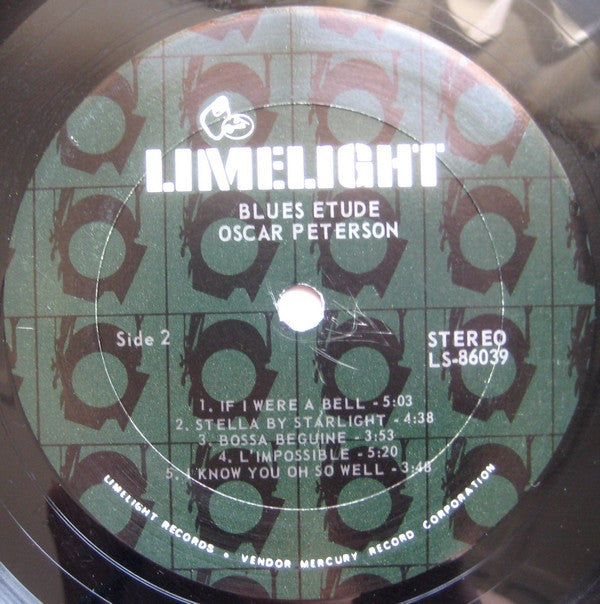 LIMELIGHT
BLUES ETUDE
OSCAR PETERSON
Side 2
STEREO
LS-86039
1. IF I WERE A BELL - 5:03
2. STELLA BY STARLIGHT - 4:38
3. BOSSA BEGUINE - 3:53
4. L'IMPOSSIBLE - 5:20
5. I KNOW YOU OH SO WELL - 3:48
LIMELIGHT RECORDS • VENDOR MERCURY RECORD CORPORATION